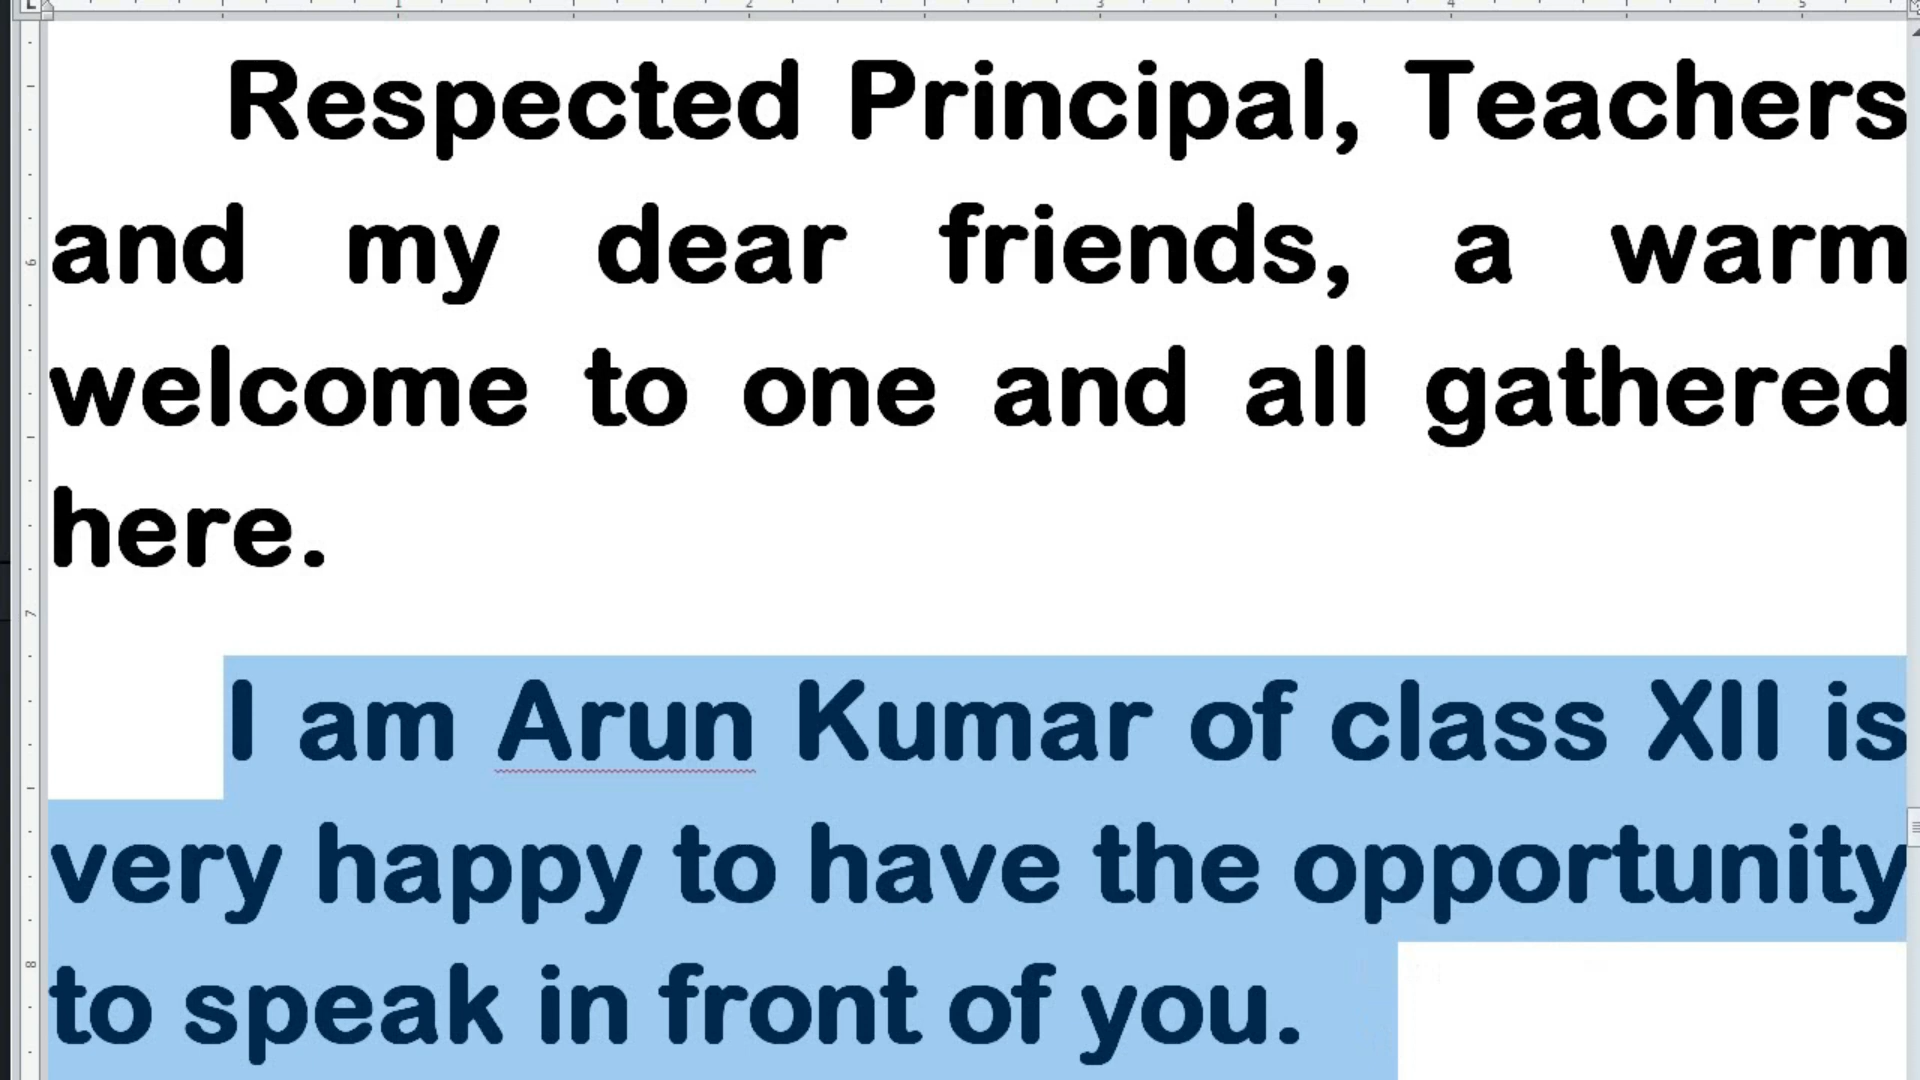 Respected Principal, Teachers
and my dear friends, a warm
welcome to one and all gathered
here.
I am Arun Kumar of class XII is
very happy to have the opportunity
to speak in front of you.